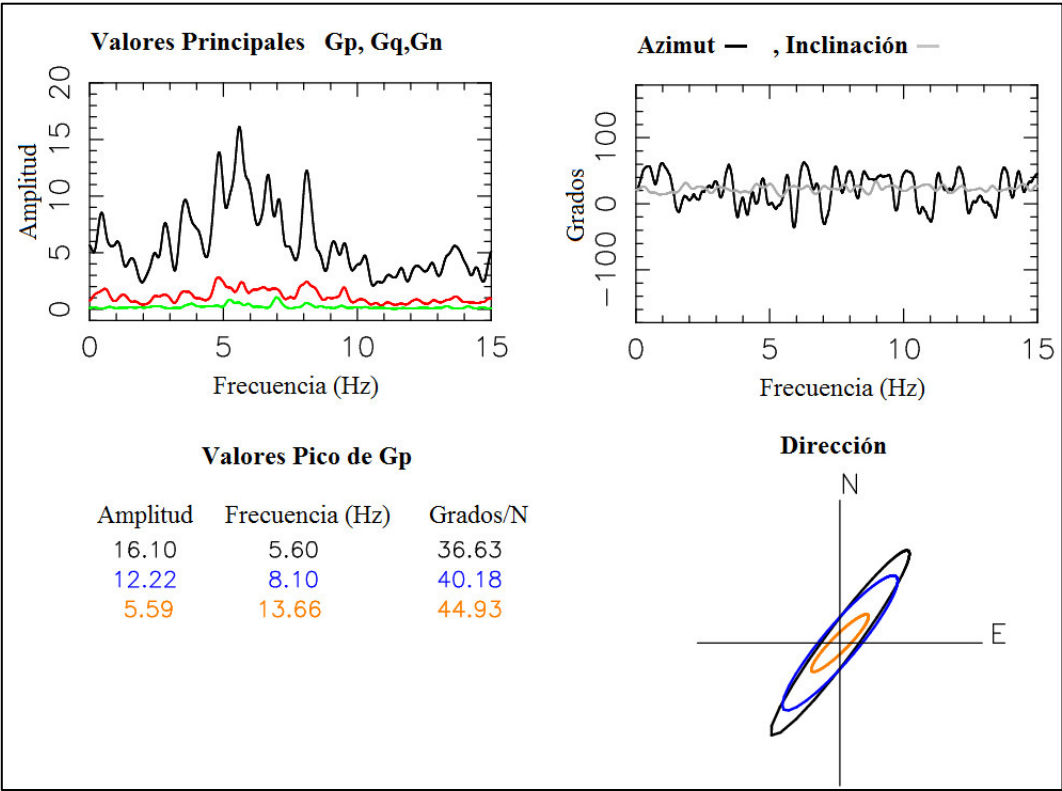 Valores Principales Gp, Gq,Gn
Amplitud
20
15
10
5
0
0 5 10 15
Frecuencia (Hz)
Azimut , Inclinación
Grados
100
0
−100
0 5 10 15
Frecuencia (Hz)
Valores Pico de Gp
Amplitud Frecuencia (Hz) Grados/N
16.10 5.60 36.63
12.22 8.10 40.18
5.59 13.66 44.93
Dirección
N
E